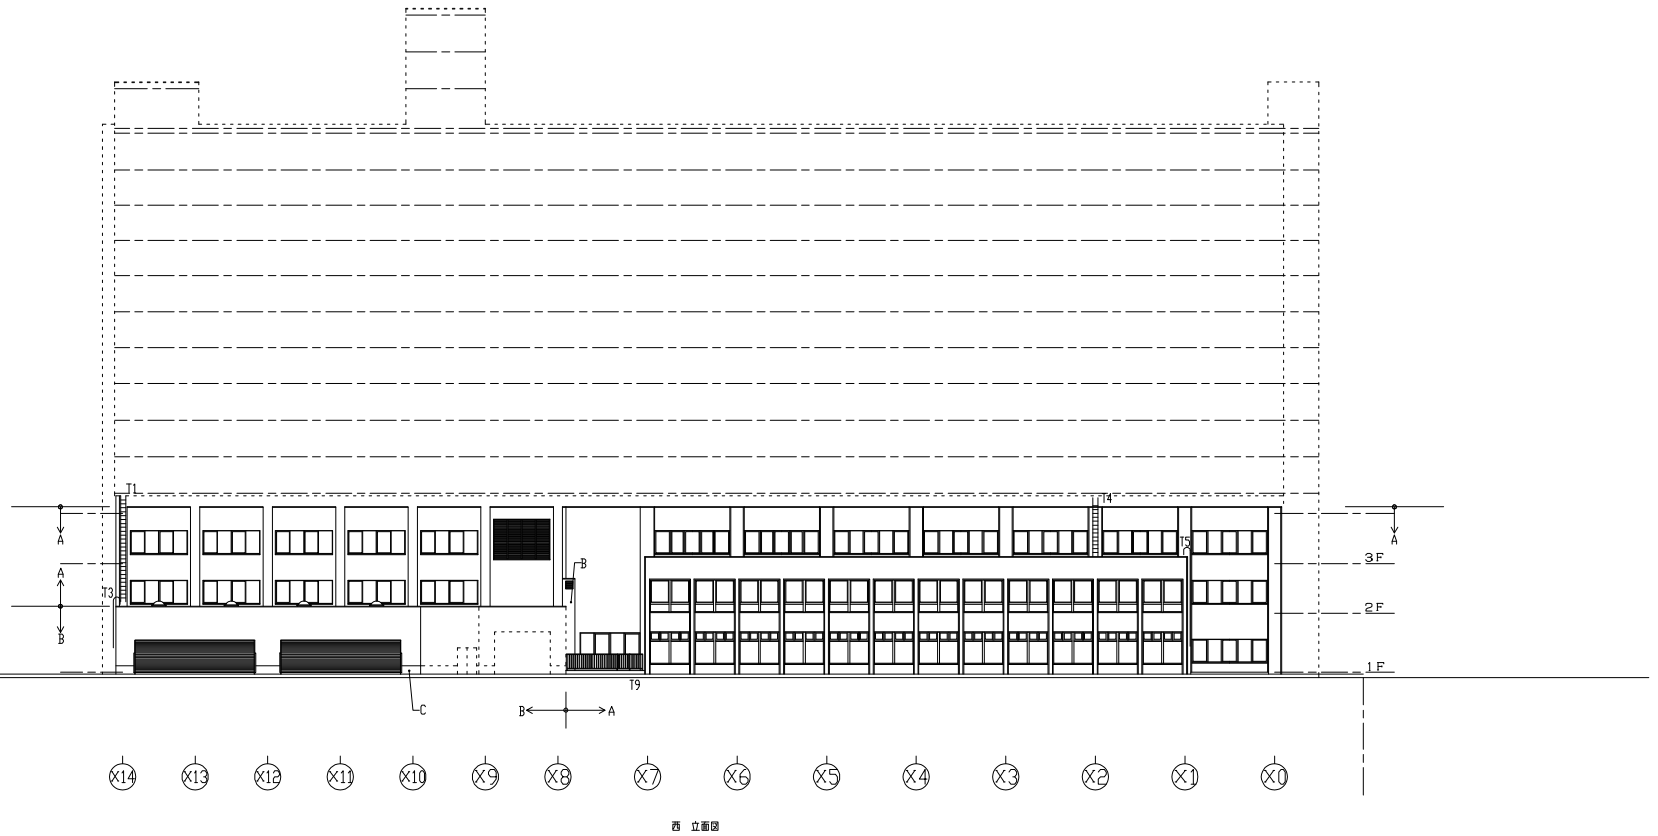 T1
T4
A
A
T5
3F
B
A
T3
2F
B
1F
T9
C
B
A
X14 X13 X12 X11 X10 X9 X8 X7 X6 X5 X4 X3 X2 X1 X0
西 立面図